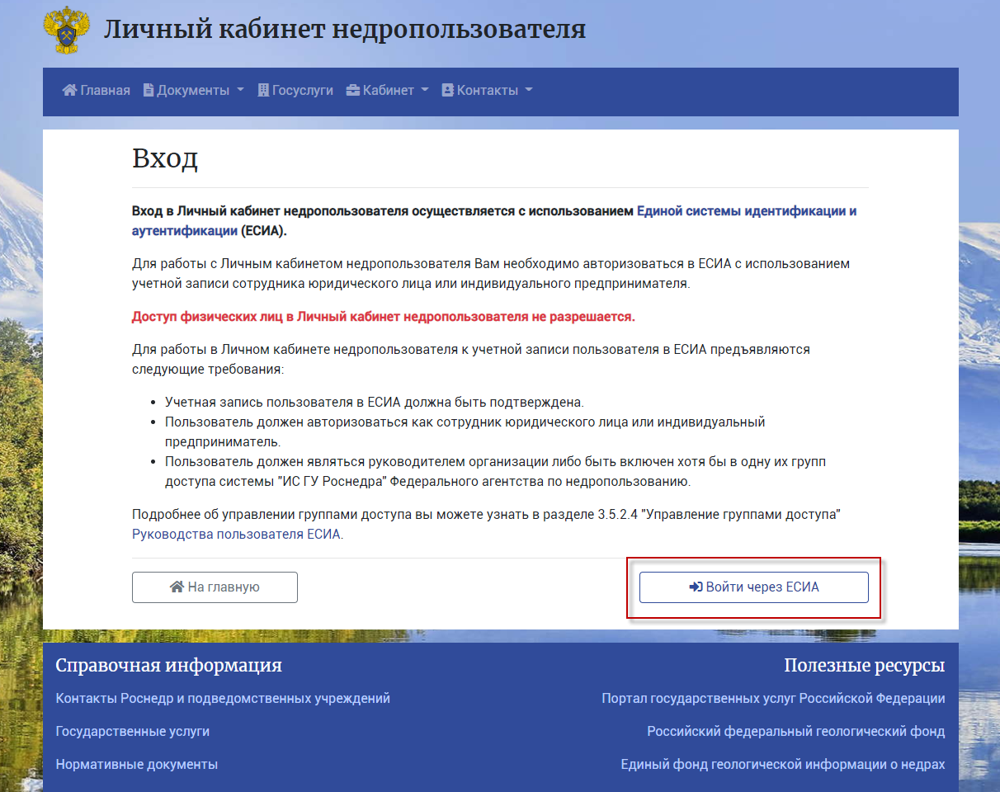 Личный кабинет недропользователя
Главная Документы Госуслуги Кабинет Контакты
Вход
Вход в Личный кабинет недропользователя осуществляется с использованием Единой системы идентификации и
аутентификации (ЕСИА).
Для работы с Личным кабинетом недропользователя Вам необходимо авторизоваться в ЕСИА с использованием
учетной записи сотрудника юридического лица или индивидуального предпринимателя.
Доступ физических лиц в Личный кабинет недропользователя не разрешается.
Для работы в Личном кабинете недропользователя к учетной записи пользователя в ЕСИА предъявляются
следующие требования:
• Учетная запись пользователя в ЕСИА должна быть подтверждена.
• Пользователь должен авторизоваться как сотрудник юридического лица или индивидуальный
предприниматель.
• Пользователь должен являться руководителем организации либо быть включен хотя бы в одну их групп
доступа системы "ИС ГУ Роснедра" Федерального агентства по недропользованию.
Подробнее об управлении группами доступа вы можете узнать в разделе 3.5.2.4 "Управление группами доступа"
Руководства пользователя ЕСИА.
На главную
Войти через ЕСИА
Справочная информация
Контакты Роснедр и подведомственных учреждений
Государственные услуги
Нормативные документы
Полезные ресурсы
Портал государственных услуг Российской Федерации
Российский федеральный геологический фонд
Единый фонд геологической информации о недрах